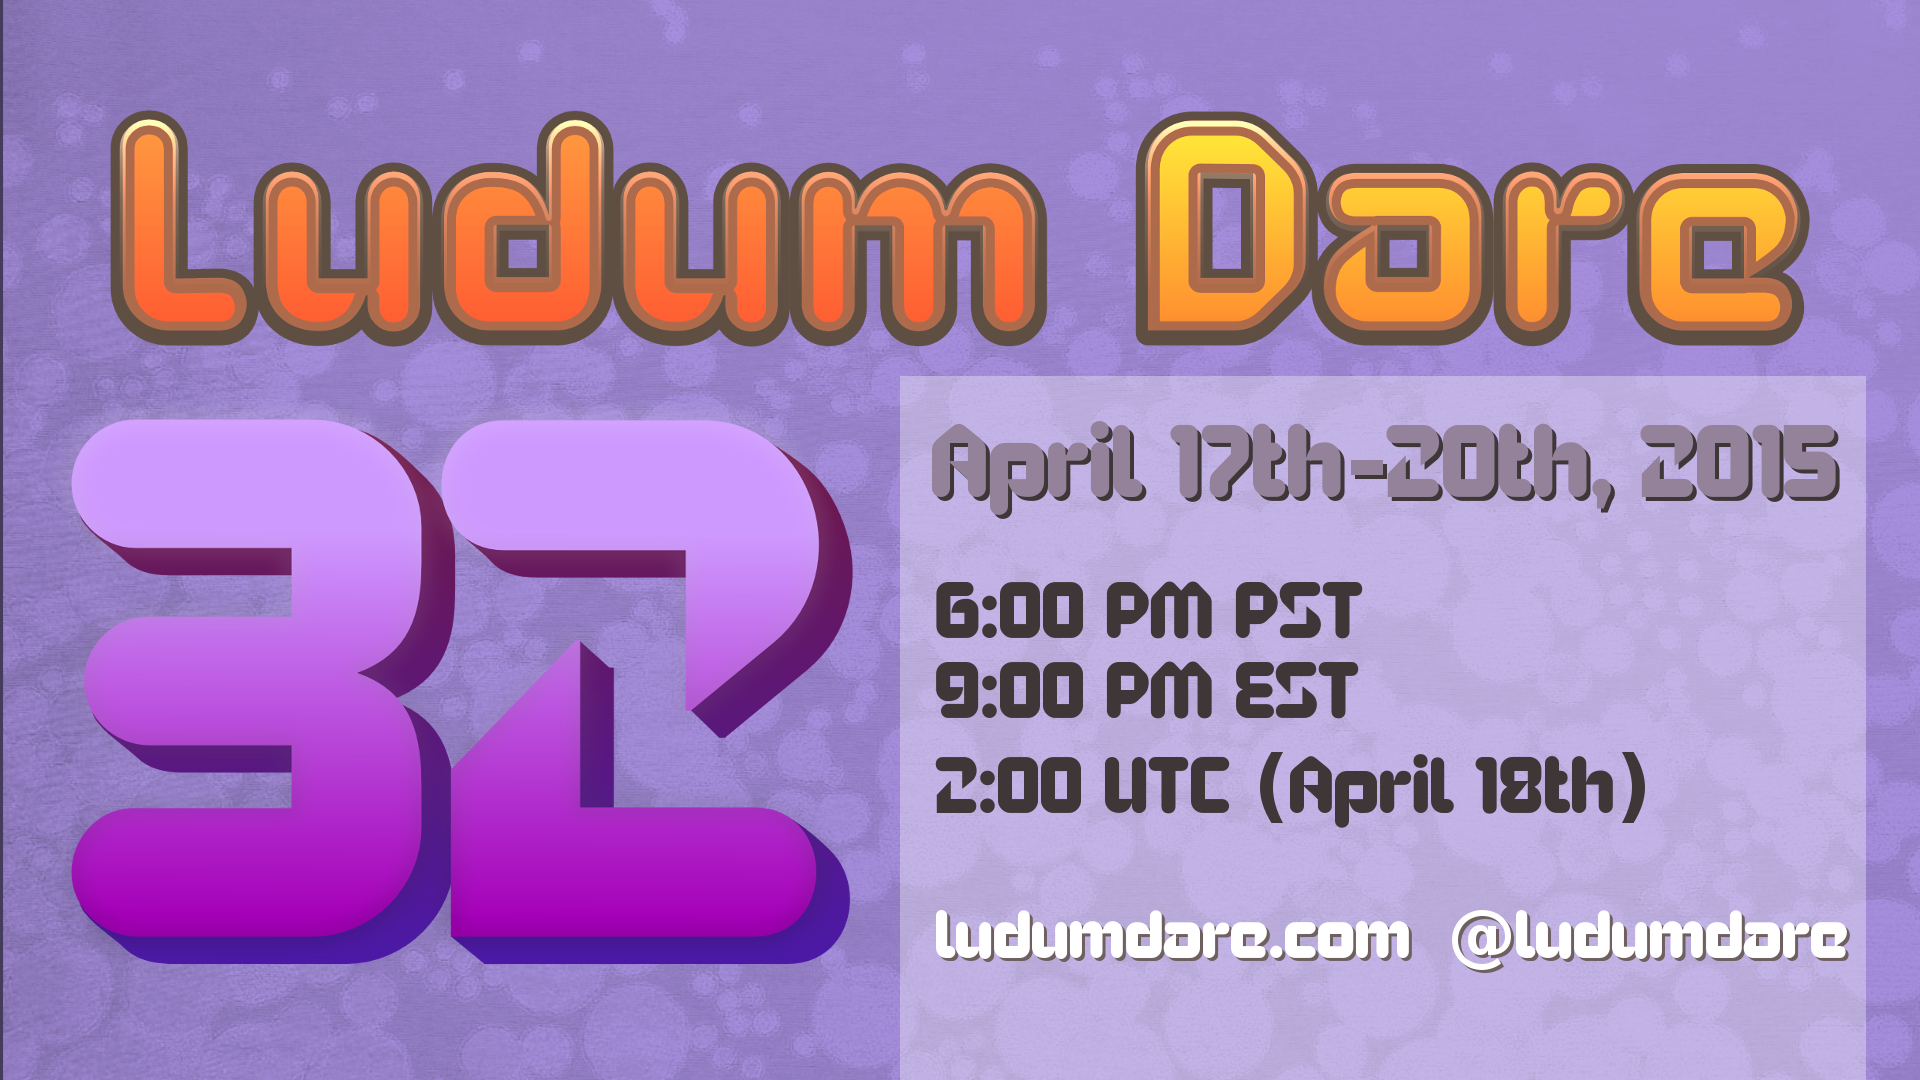 Ludum Dare
32
April 17th-20th, 2015
6:00 PM PST
9:00 PM EST
2:00 UTC (April 18th)
ludumdare.com @ludumdare